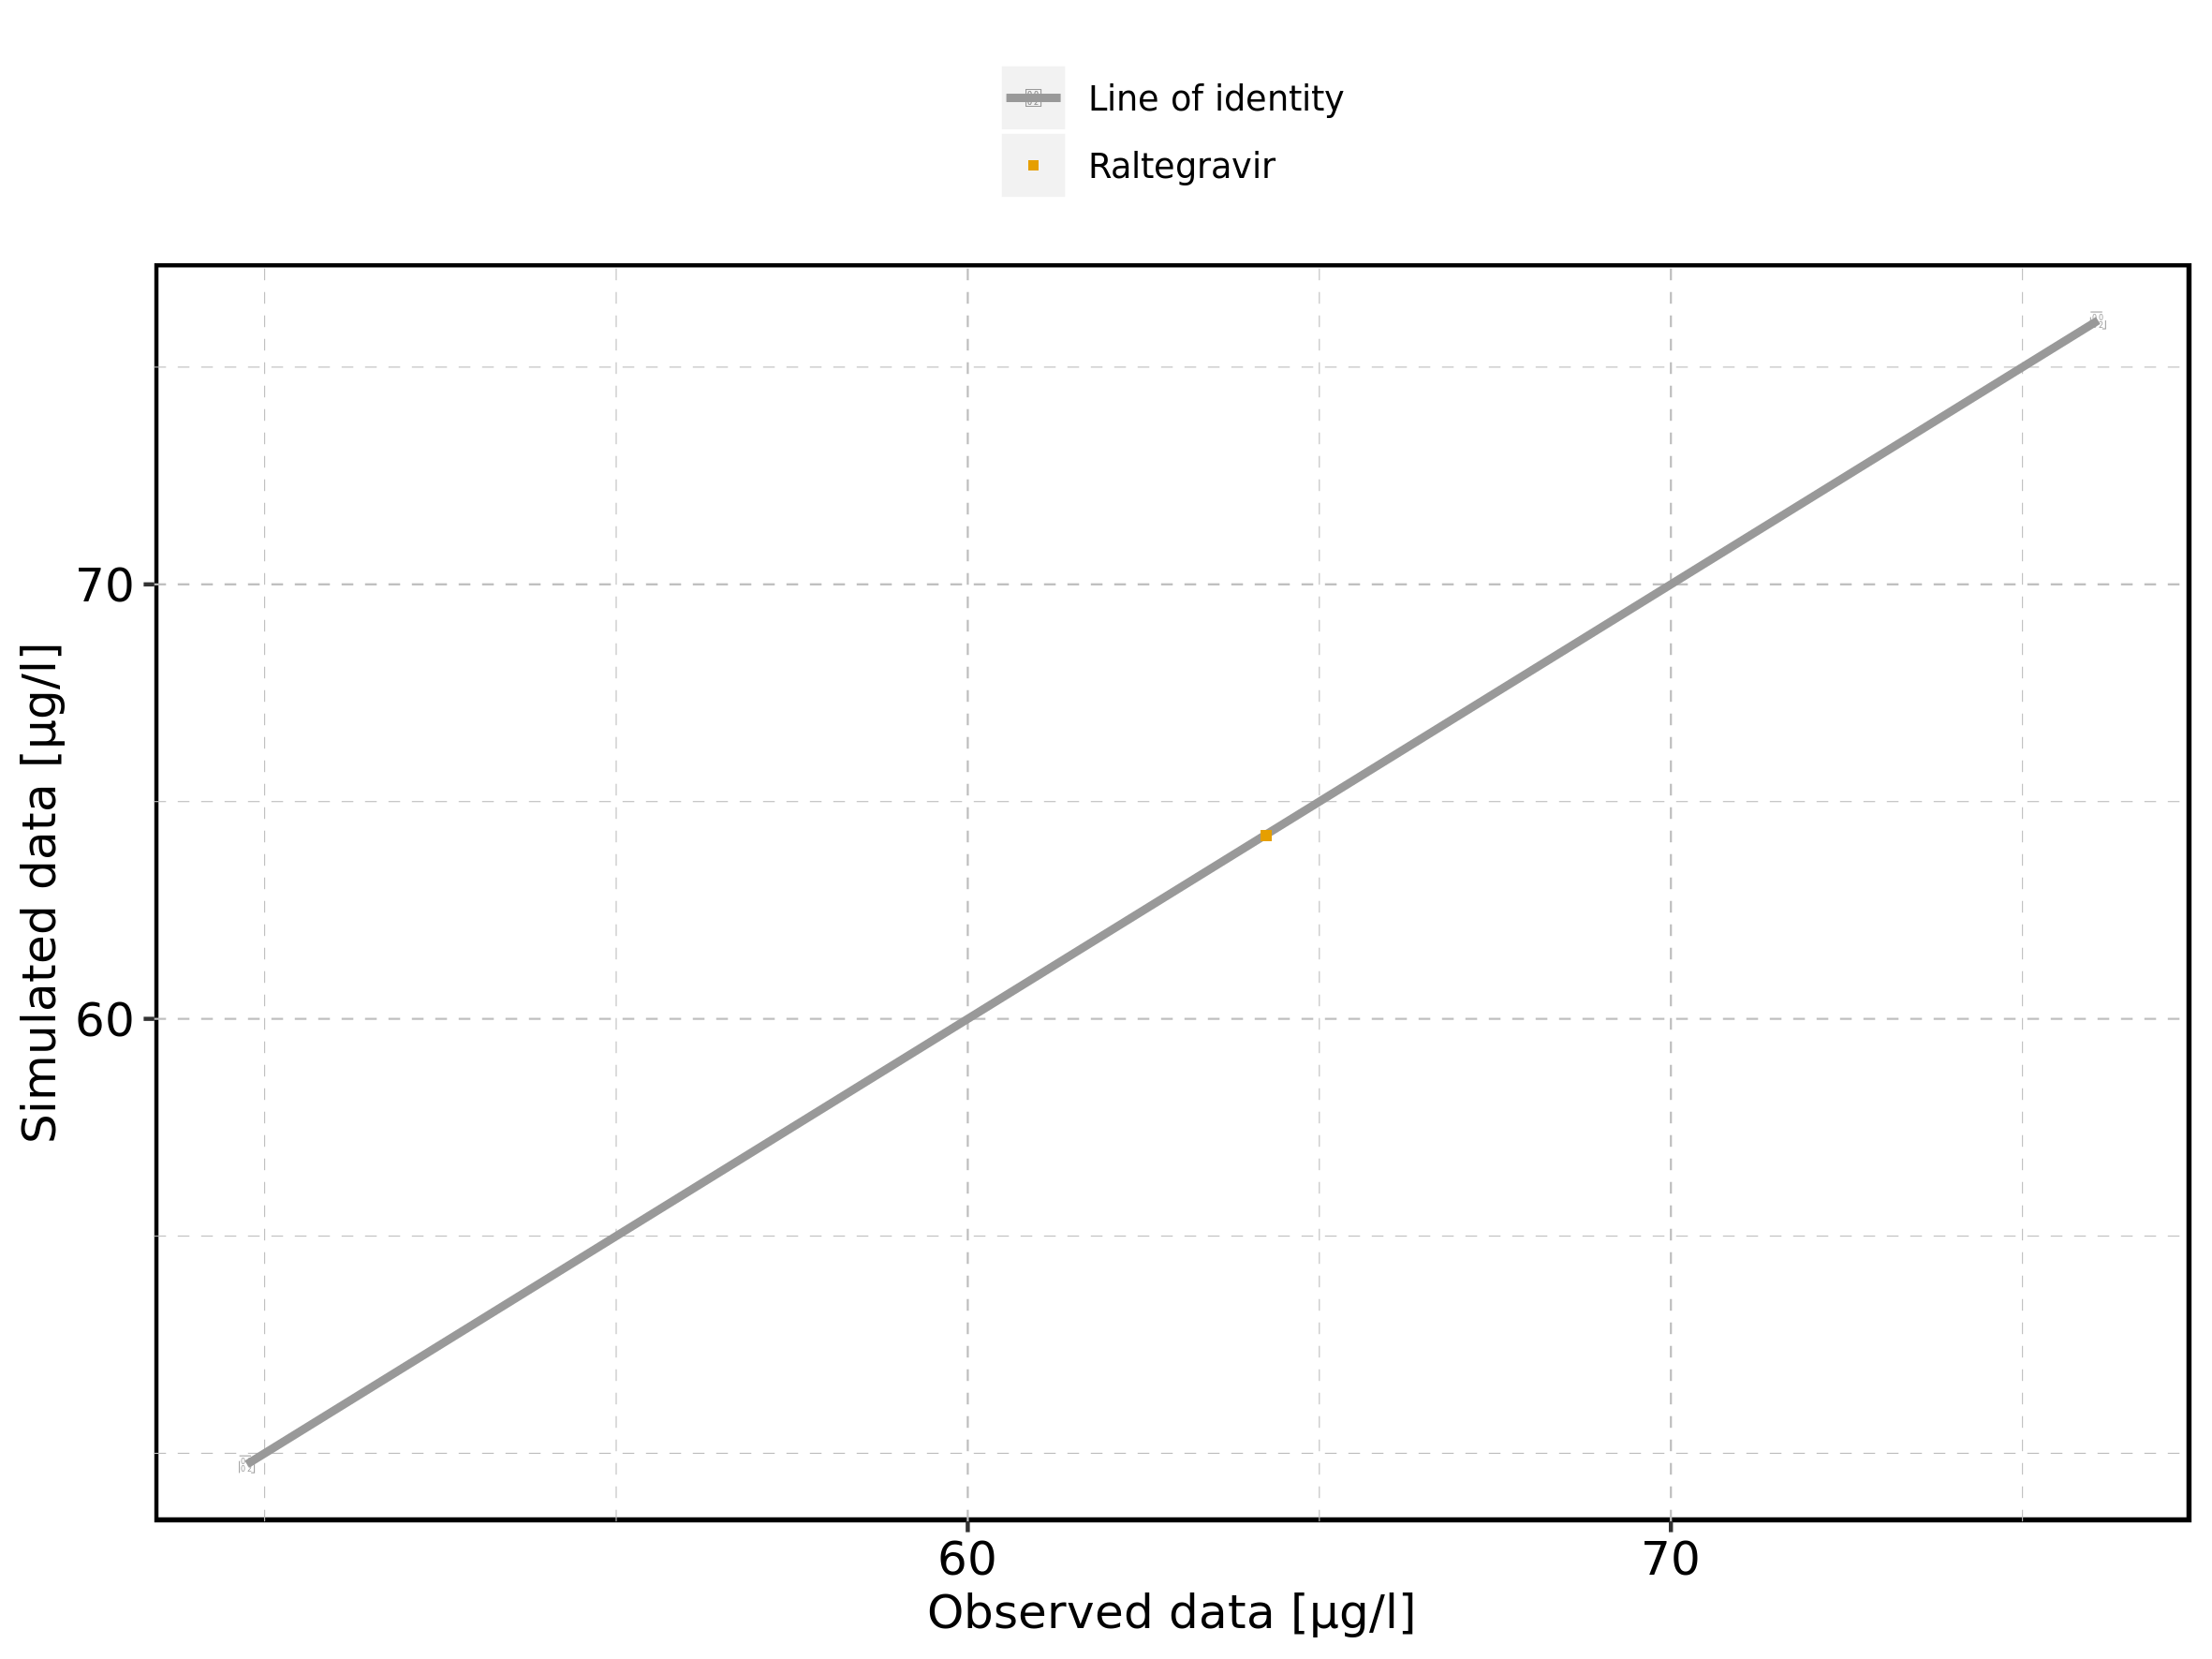 Line of identity
Raltegravir
70
60
Simulated data [µg/l]
60
70
Observed data [µg/l]